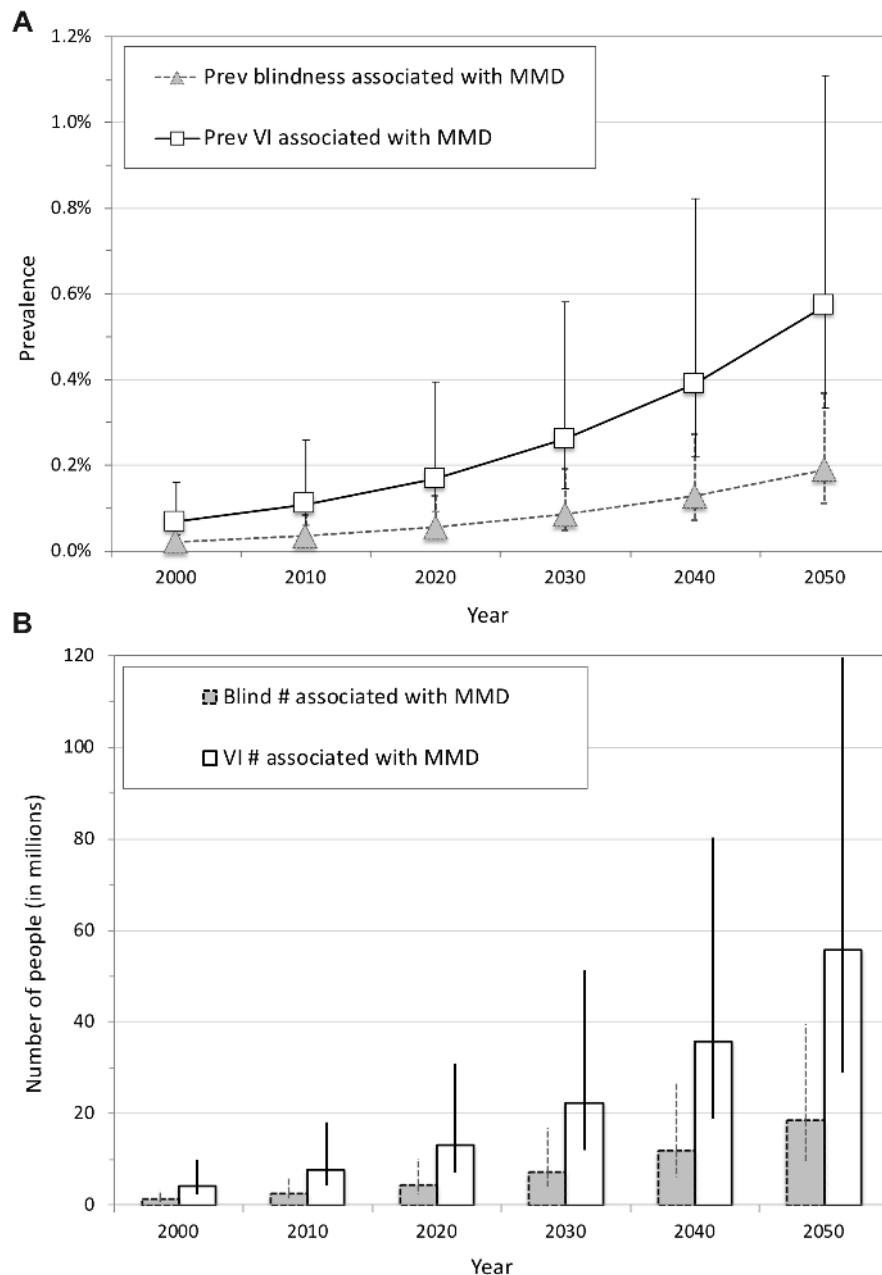 A
1.2%
Prev blindness associated with MMD
Prev VI associated with MMD
1.0%
0.8%
0.6%
0.4%
0.2%
0.0%
Prevalence
2000 2010 2020 2030 2040 2050
Year
B
120
Blind # associated with MMD
VI # associated with MMD
100
80
60
40
20
0
Number of people (in millions)
2000 2010 2020 2030 2040 2050
Year